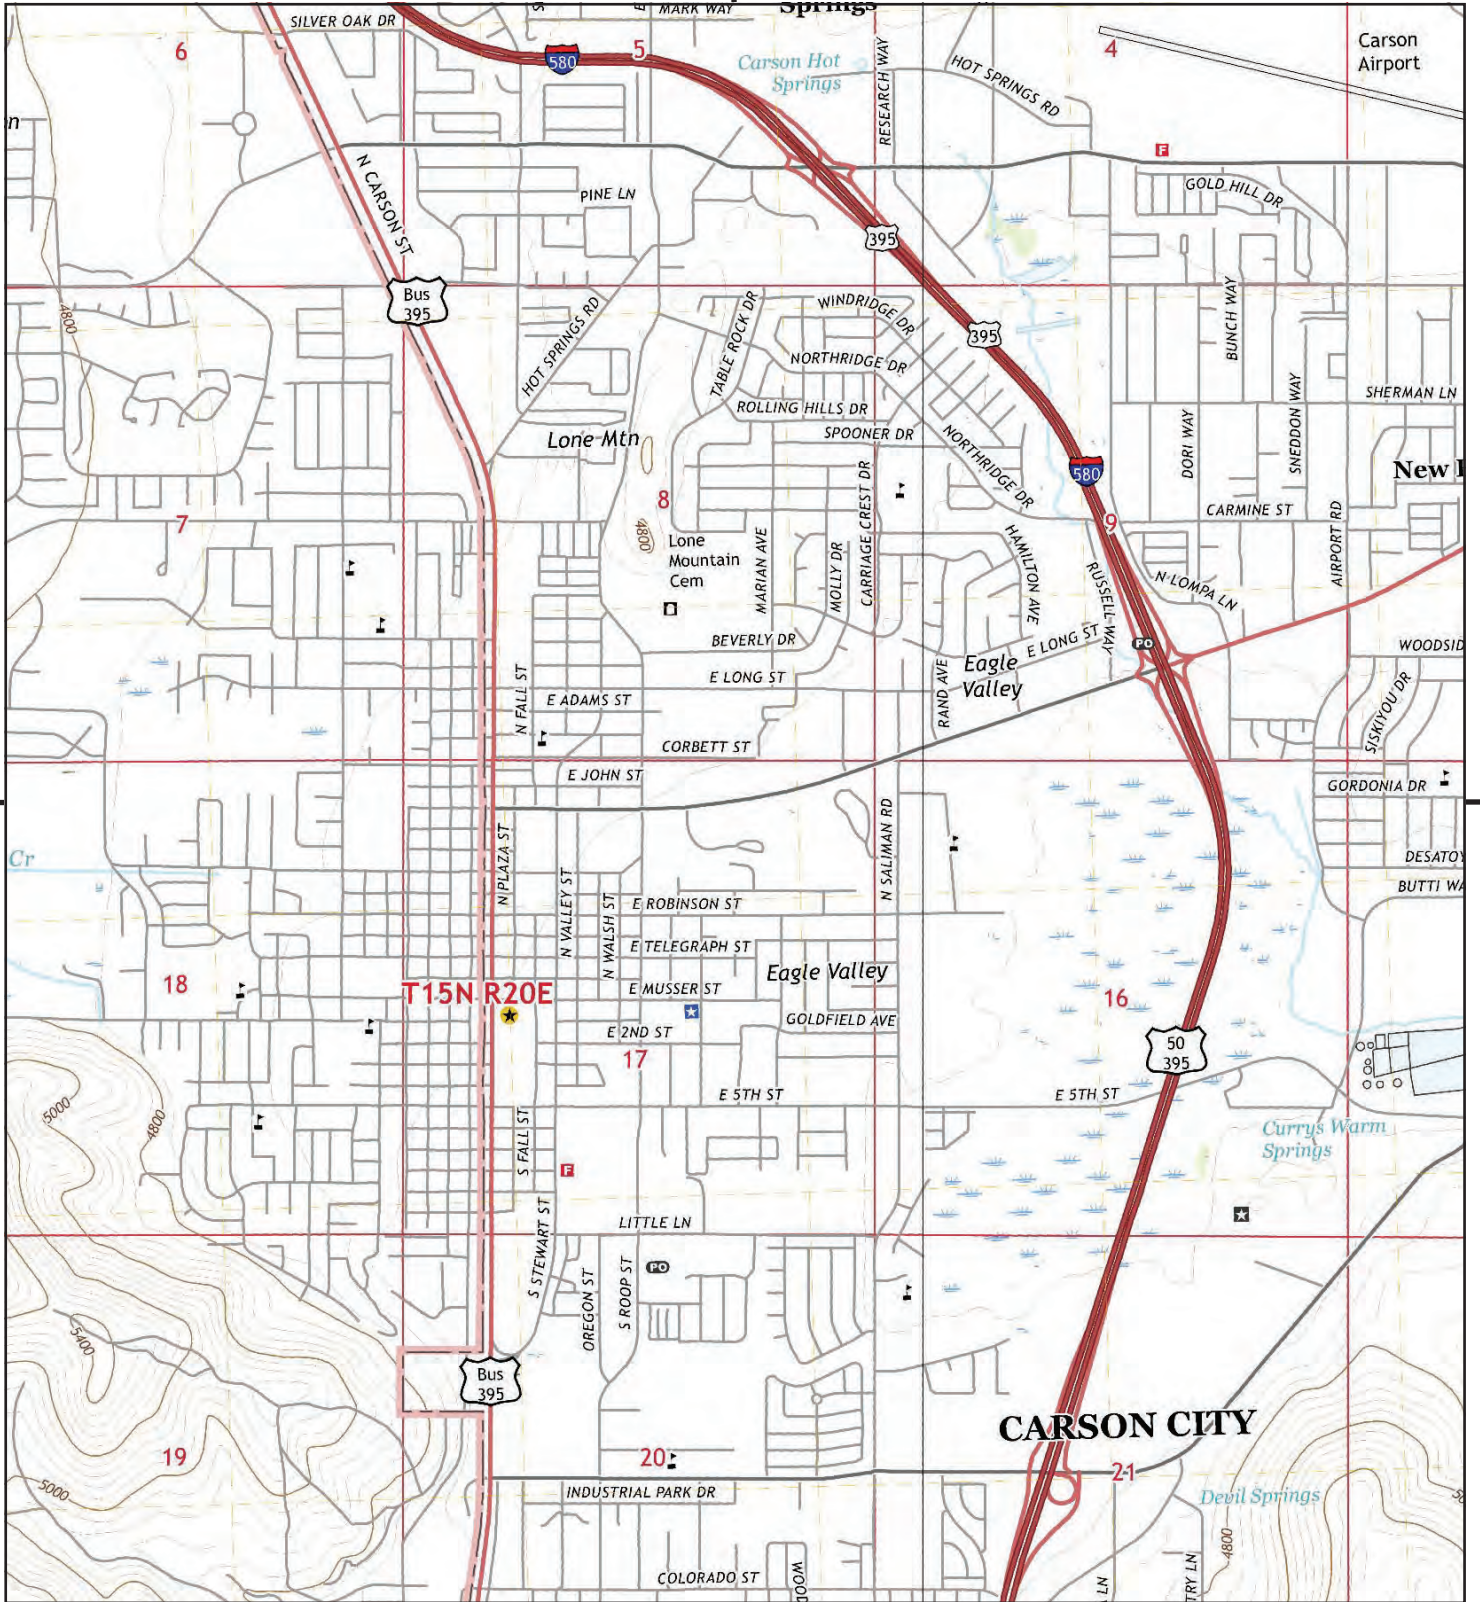 Springs
MARK WAY
SILVER OAK DR
6
580
5
Carson Hot
Springs
RESEARCH WAY
HOT SPRINGS RD
4
Carson
Airport
F
N CARSON ST
PINE LN
GOLD HILL DR
395
Bus
395
4800
HOT SPRINGS RD
TABLE ROCK DR
WINDRIDGE DR
395
NORTHRIDGE DR
BUNCH WAY
ROLLING HILLS DR
SPOONER DR
SHERMAN LN
Lone Mtn
NORTHRIDGE DR
DORI WAY
SNEDDON WAY
580
New
7
8
CARRIAGE CREST DR
9
CARMINE ST
AIRPORT RD
4800
Lone
Mountain
Cem
MARIAN AVE
MOLLY DR
HAMILTON AVE
RUSSELL WAY
N LOMPA LN
BEVERLY DR
E LONG ST
PO
WOODSID
E LONG ST
Eagle
Valley
RAND AVE
N FALL ST
E ADAMS ST
SISKIYOU DR
CORBETT ST
E JOHN ST
GORDONIA DR
Cr
N PLAZA ST
N SALIMAN RD
DESATOY
BUTTI WA
N VALLEY ST
N WALSH ST
E ROBINSON ST
E TELEGRAPH ST
Eagle Valley
18
T15N R20E
E MUSSER ST
16
GOLDFIELD AVE
E 2ND ST
17
50
395
E 5TH ST
E 5TH ST
5000
4800
S FALL ST
Currys Warm
Springs
F
S STEWART ST
LITTLE LN
PO
OREGON ST
S ROOP ST
5400
Bus
395
CARSON CITY
19
20
21
5000
INDUSTRIAL PARK DR
Devil Springs
4800
COLORADO ST
WOOD
LN
TRY LN